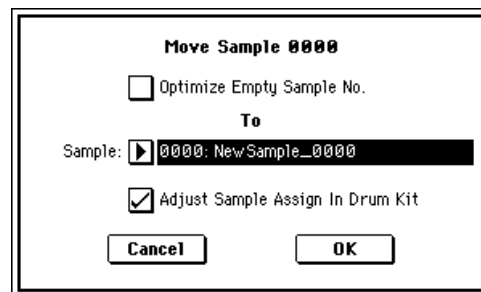 Move Sample 0000
Optimize Empty Sample No.
To
Sample: 0000: NewSample_0000
Adjust Sample Assign In Drum Kit
Cancel OK